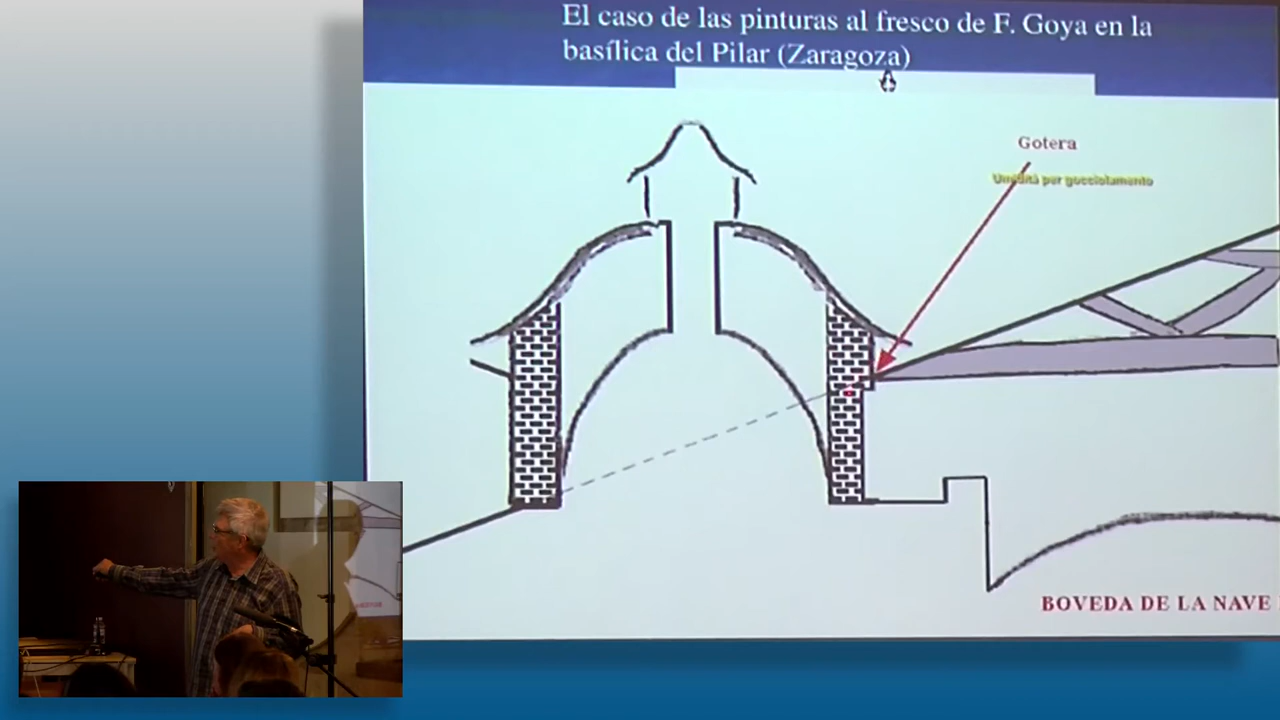 El caso de las pinturas al fresco de F. Goya en la
basílica del Pilar (Zaragoza)
Gotera
Umidità per gocciolamento
BOVEDA DE LA NAVE